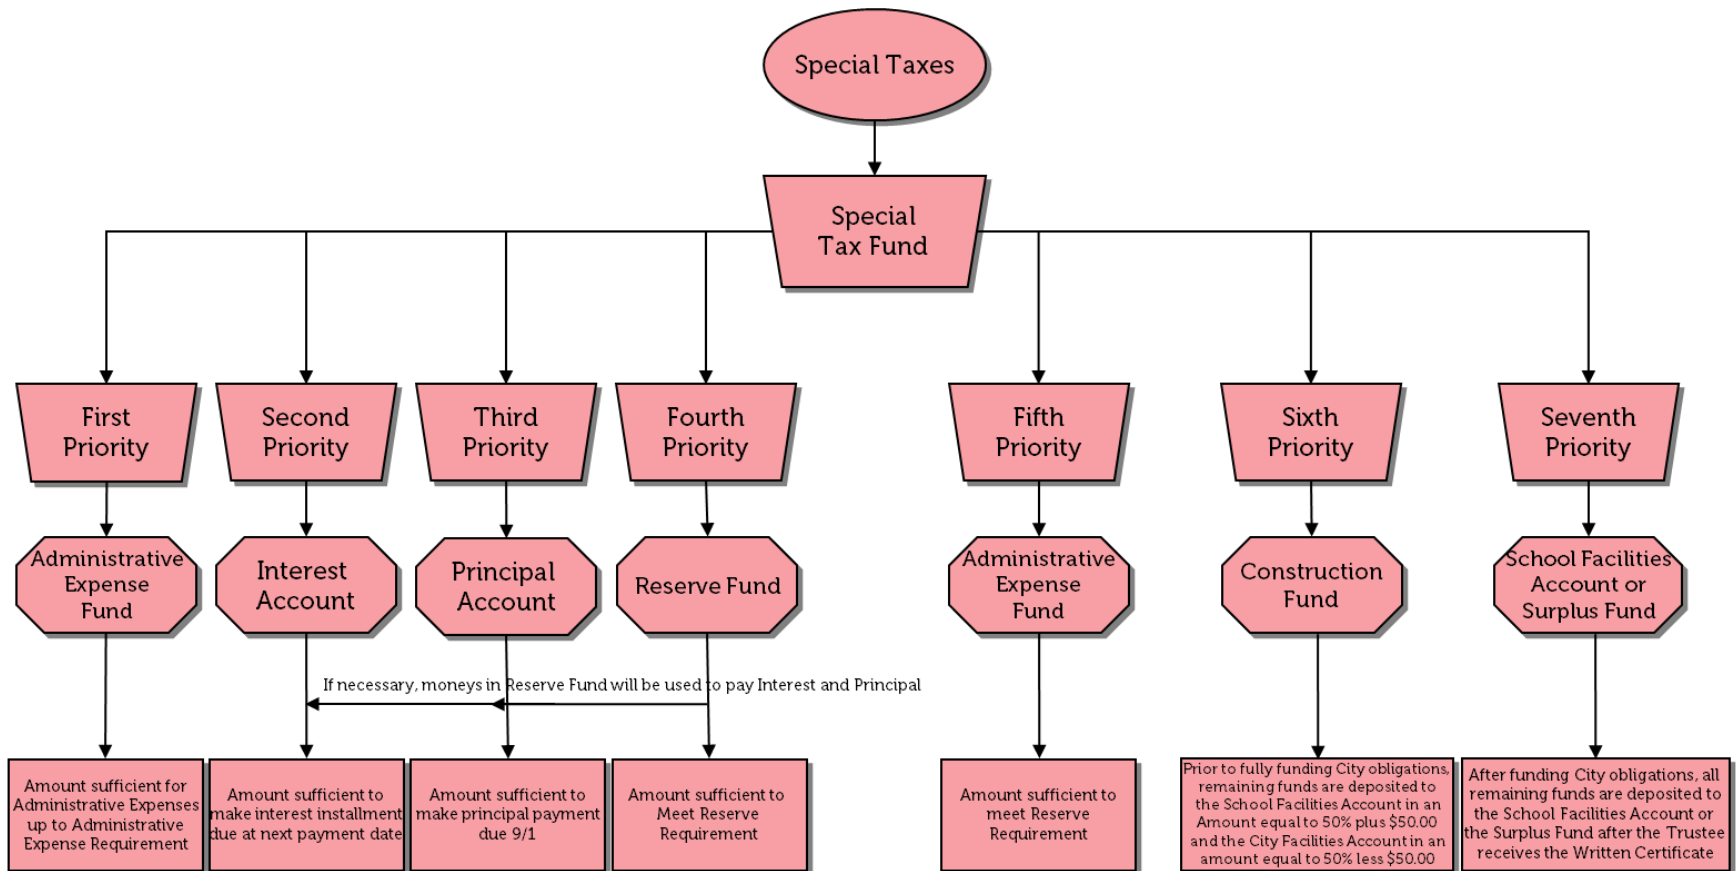 Special Taxes
Special
Tax Fund
First
Priority
Second
Priority
Third
Priority
Fourth
Priority
Fifth
Priority
Sixth
Priority
Seventh
Priority
Administrative
Expense
Fund
Interest
Account
Principal
Account
Reserve Fund
Administrative
Expense
Fund
Construction
Fund
School Facilities
Account or
Surplus Fund
If necessary, moneys in Reserve Fund will be used to pay Interest and Principal
Amount sufficient for
Administrative Expenses
up to Administrative
Expense Requirement
Amount sufficient to
make interest installment
due at next payment date
Amount sufficient to
make principal payment
due 9/1
Amount sufficient to
Meet Reserve
Requirement
Amount sufficient to
meet Reserve
Requirement
Prior to fully funding City obligations,
remaining funds are deposited to
the School Facilities Account in an
Amount equal to 50% plus $50.00
and the City Facilities Account in an
amount equal to 50% less $50.00
After funding City obligations, all
remaining funds are deposited to
the School Facilities Account or
the Surplus Fund after the Trustee
receives the Written Certificate